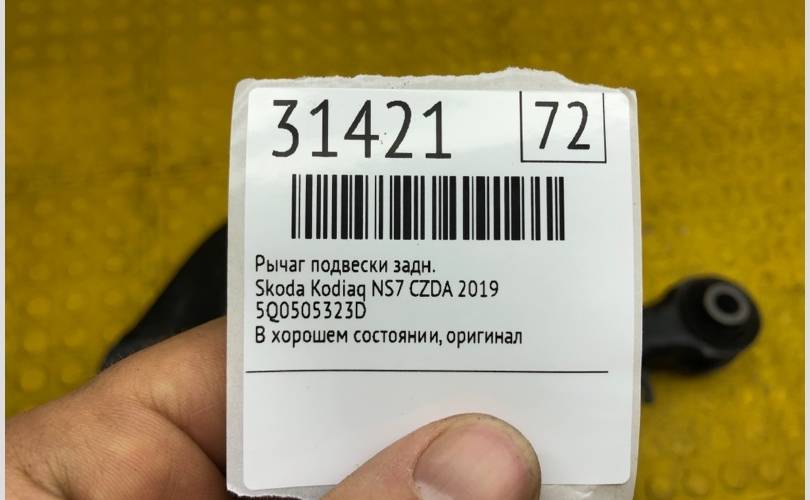 31421
72
Рычаг подвески задн.
Skoda Kodiaq NS7 CZDA 2019
5Q0505323D
В хорошем состоянии, оригинал